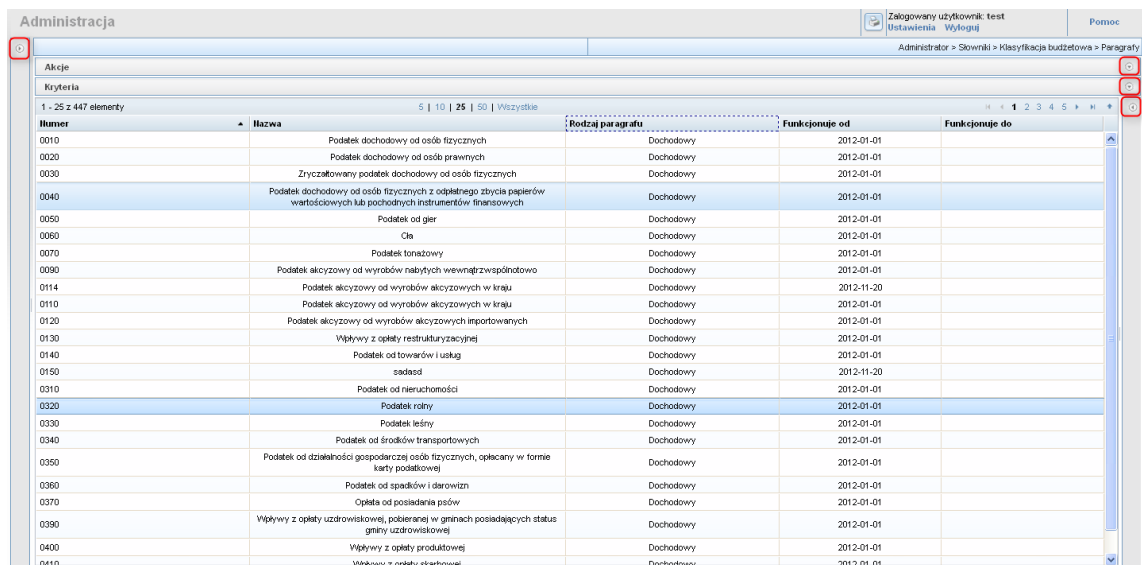 Administracja
Zalogowany użytkownik: test
Ustawienia Wyloguj
Pomoc
Administrator > Słowniki > Klasyfikacja budżetowa > Paragrafy
Akcje
Kryteria
1 - 25 z 447 elementy 5 | 10 | 25 | 50 | Wszystkie 1 2 3 4 5
Numer Nazwa Rodzaj paragrafu Funkcjonuje od Funkcjonuje do
0010 Podatek dochodowy od osób fizycznych Dochodowy 2012-01-01
0020 Podatek dochodowy od osób prawnych Dochodowy 2012-01-01
0030 Zryczałtowany podatek dochodowy od osób fizycznych Dochodowy 2012-01-01
0040 Podatek dochodowy od osób fizycznych z odpłatnego zbycia papierów
wartościowych lub pochodnych instrumentów finansowych Dochodowy 2012-01-01
0050 Podatek od gier Dochodowy 2012-01-01
0060 Cła Dochodowy 2012-01-01
0070 Podatek tonażowy Dochodowy 2012-01-01
0090 Podatek akcyzowy od wyrobów nabytych wewnątrzwspólnotowo Dochodowy 2012-01-01
0114 Podatek akcyzowy od wyrobów akcyzowych w kraju Dochodowy 2012-11-20
0110 Podatek akcyzowy od wyrobów akcyzowych w kraju Dochodowy 2012-01-01
0120 Podatek akcyzowy od wyrobów akcyzowych importowanych Dochodowy 2012-01-01
0130 Wpływy z opłaty restrukturyzacyjnej Dochodowy 2012-01-01
0140 Podatek od towarów i usług Dochodowy 2012-01-01
0150 sadasd Dochodowy 2012-11-20
0310 Podatek od nieruchomości Dochodowy 2012-01-01
0320 Podatek rolny Dochodowy 2012-01-01
0330 Podatek leśny Dochodowy 2012-01-01
0340 Podatek od środków transportowych Dochodowy 2012-01-01
0350 Podatek od działalności gospodarczej osób fizycznych, opłacany w formie
karty podatkowej Dochodowy 2012-01-01
0360 Podatek od spadków i darowizn Dochodowy 2012-01-01
0370 Opłata od posiadania psów Dochodowy 2012-01-01
0390 Wpływy z opłaty uzdrowiskowej, pobieranej w gminach posiadających status
gminy uzdrowiskowej Dochodowy 2012-01-01
0400 Wpływy z opłaty produktowej Dochodowy 2012-01-01
0410 Wpływy z opłaty skarbowej Dochodowy 2012-01-01